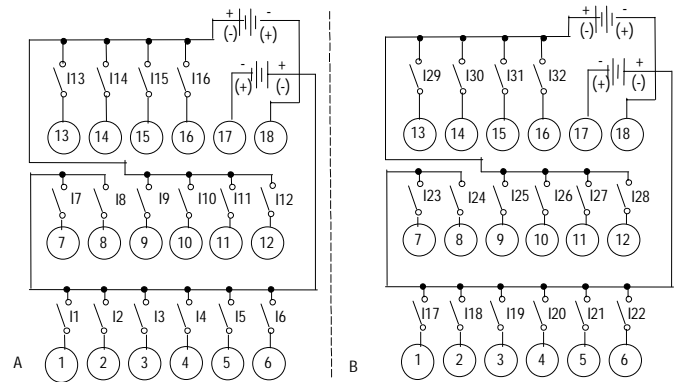 + - + -
(-) (+) (-) (+)
I13 I14 I15 I16 - + I29 I30 I31 I32 - +
(+) (-) (+) (-)
13 14 15 16 17 18 13 14 15 16 17 18
I7 I8 I9 I10 I11 I12 I23 I24 I25 I26 I27 I28
7 8 9 10 11 12 7 8 9 10 11 12
I1 I2 I3 I4 I5 I6 I17 I18 I19 I20 I21 I22
A 1 2 3 4 5 6 B 1 2 3 4 5 6